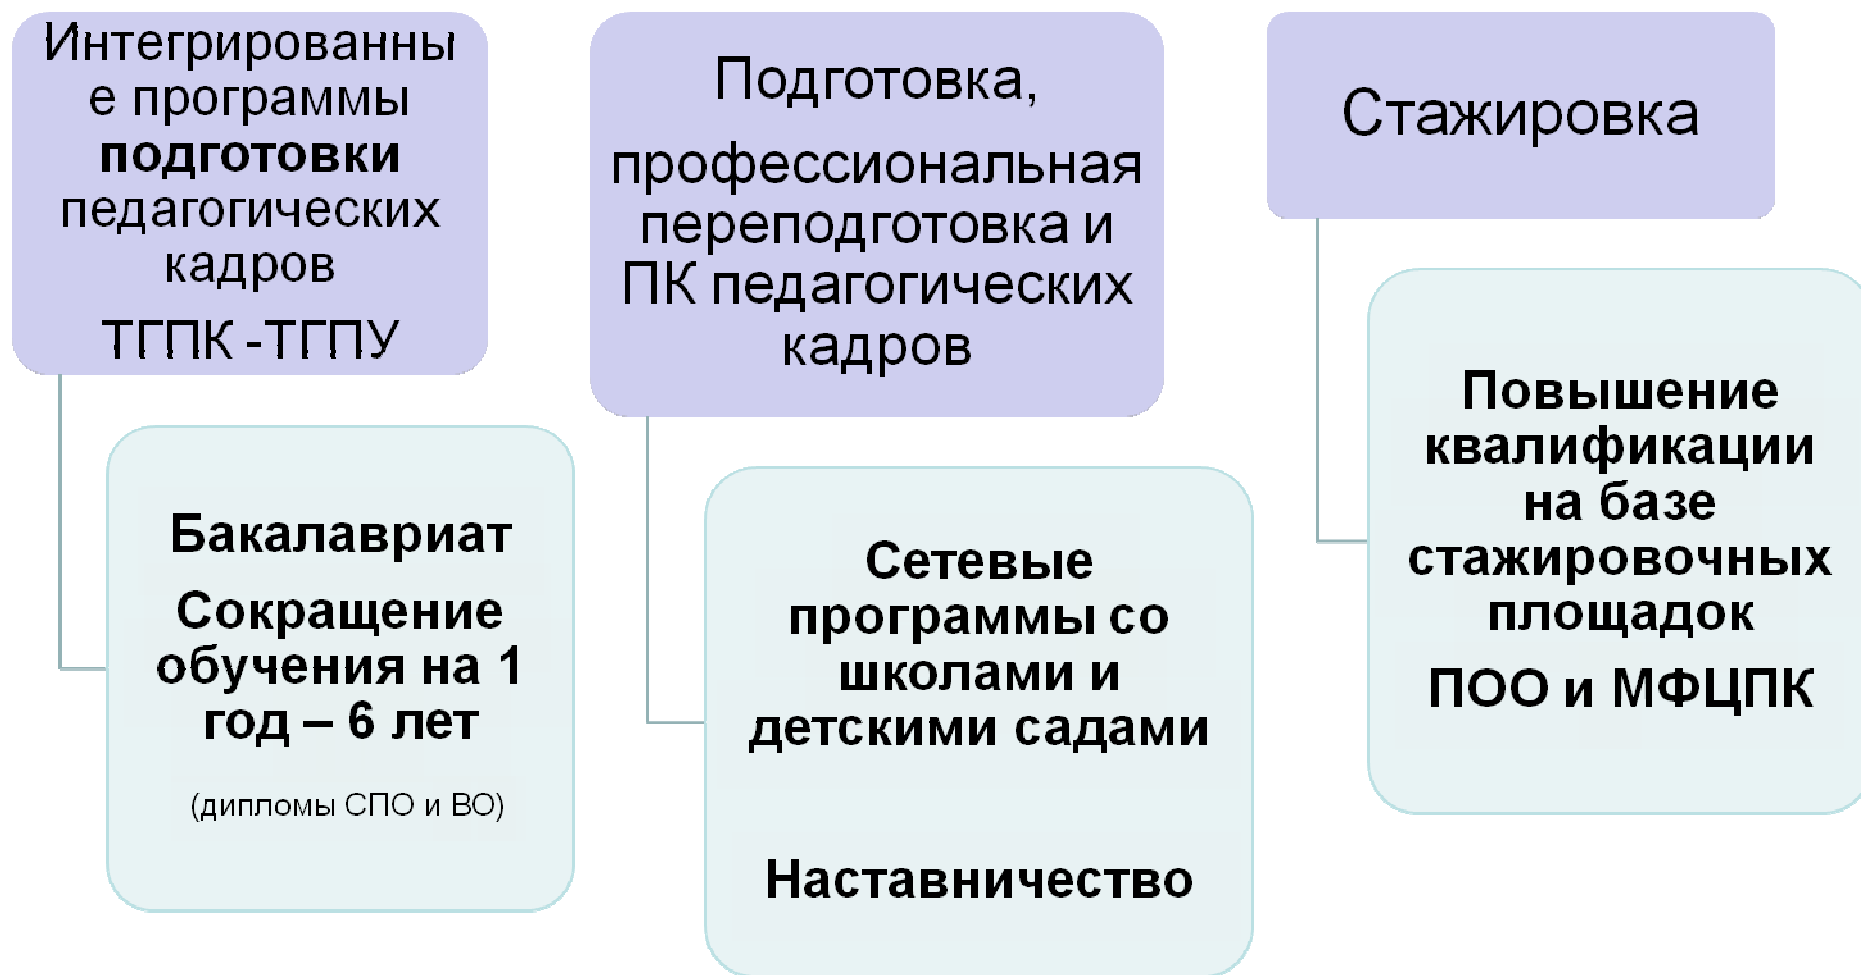 Интегрированны
е программы
подготовки
педагогических
кадров
ТГПК -ТГПУ
Бакалавриат
Сокращение
обучения на 1
год – 6 лет
(дипломы СПО и ВО)
Подготовка,
профессиональная
переподготовка и
ПК педагогических
кадров
Сетевые
программы со
школами и
детскими садами
Наставничество
Стажировка
Повышение
квалификации
на базе
стажировочных
площадок
ПОО и МФЦПК